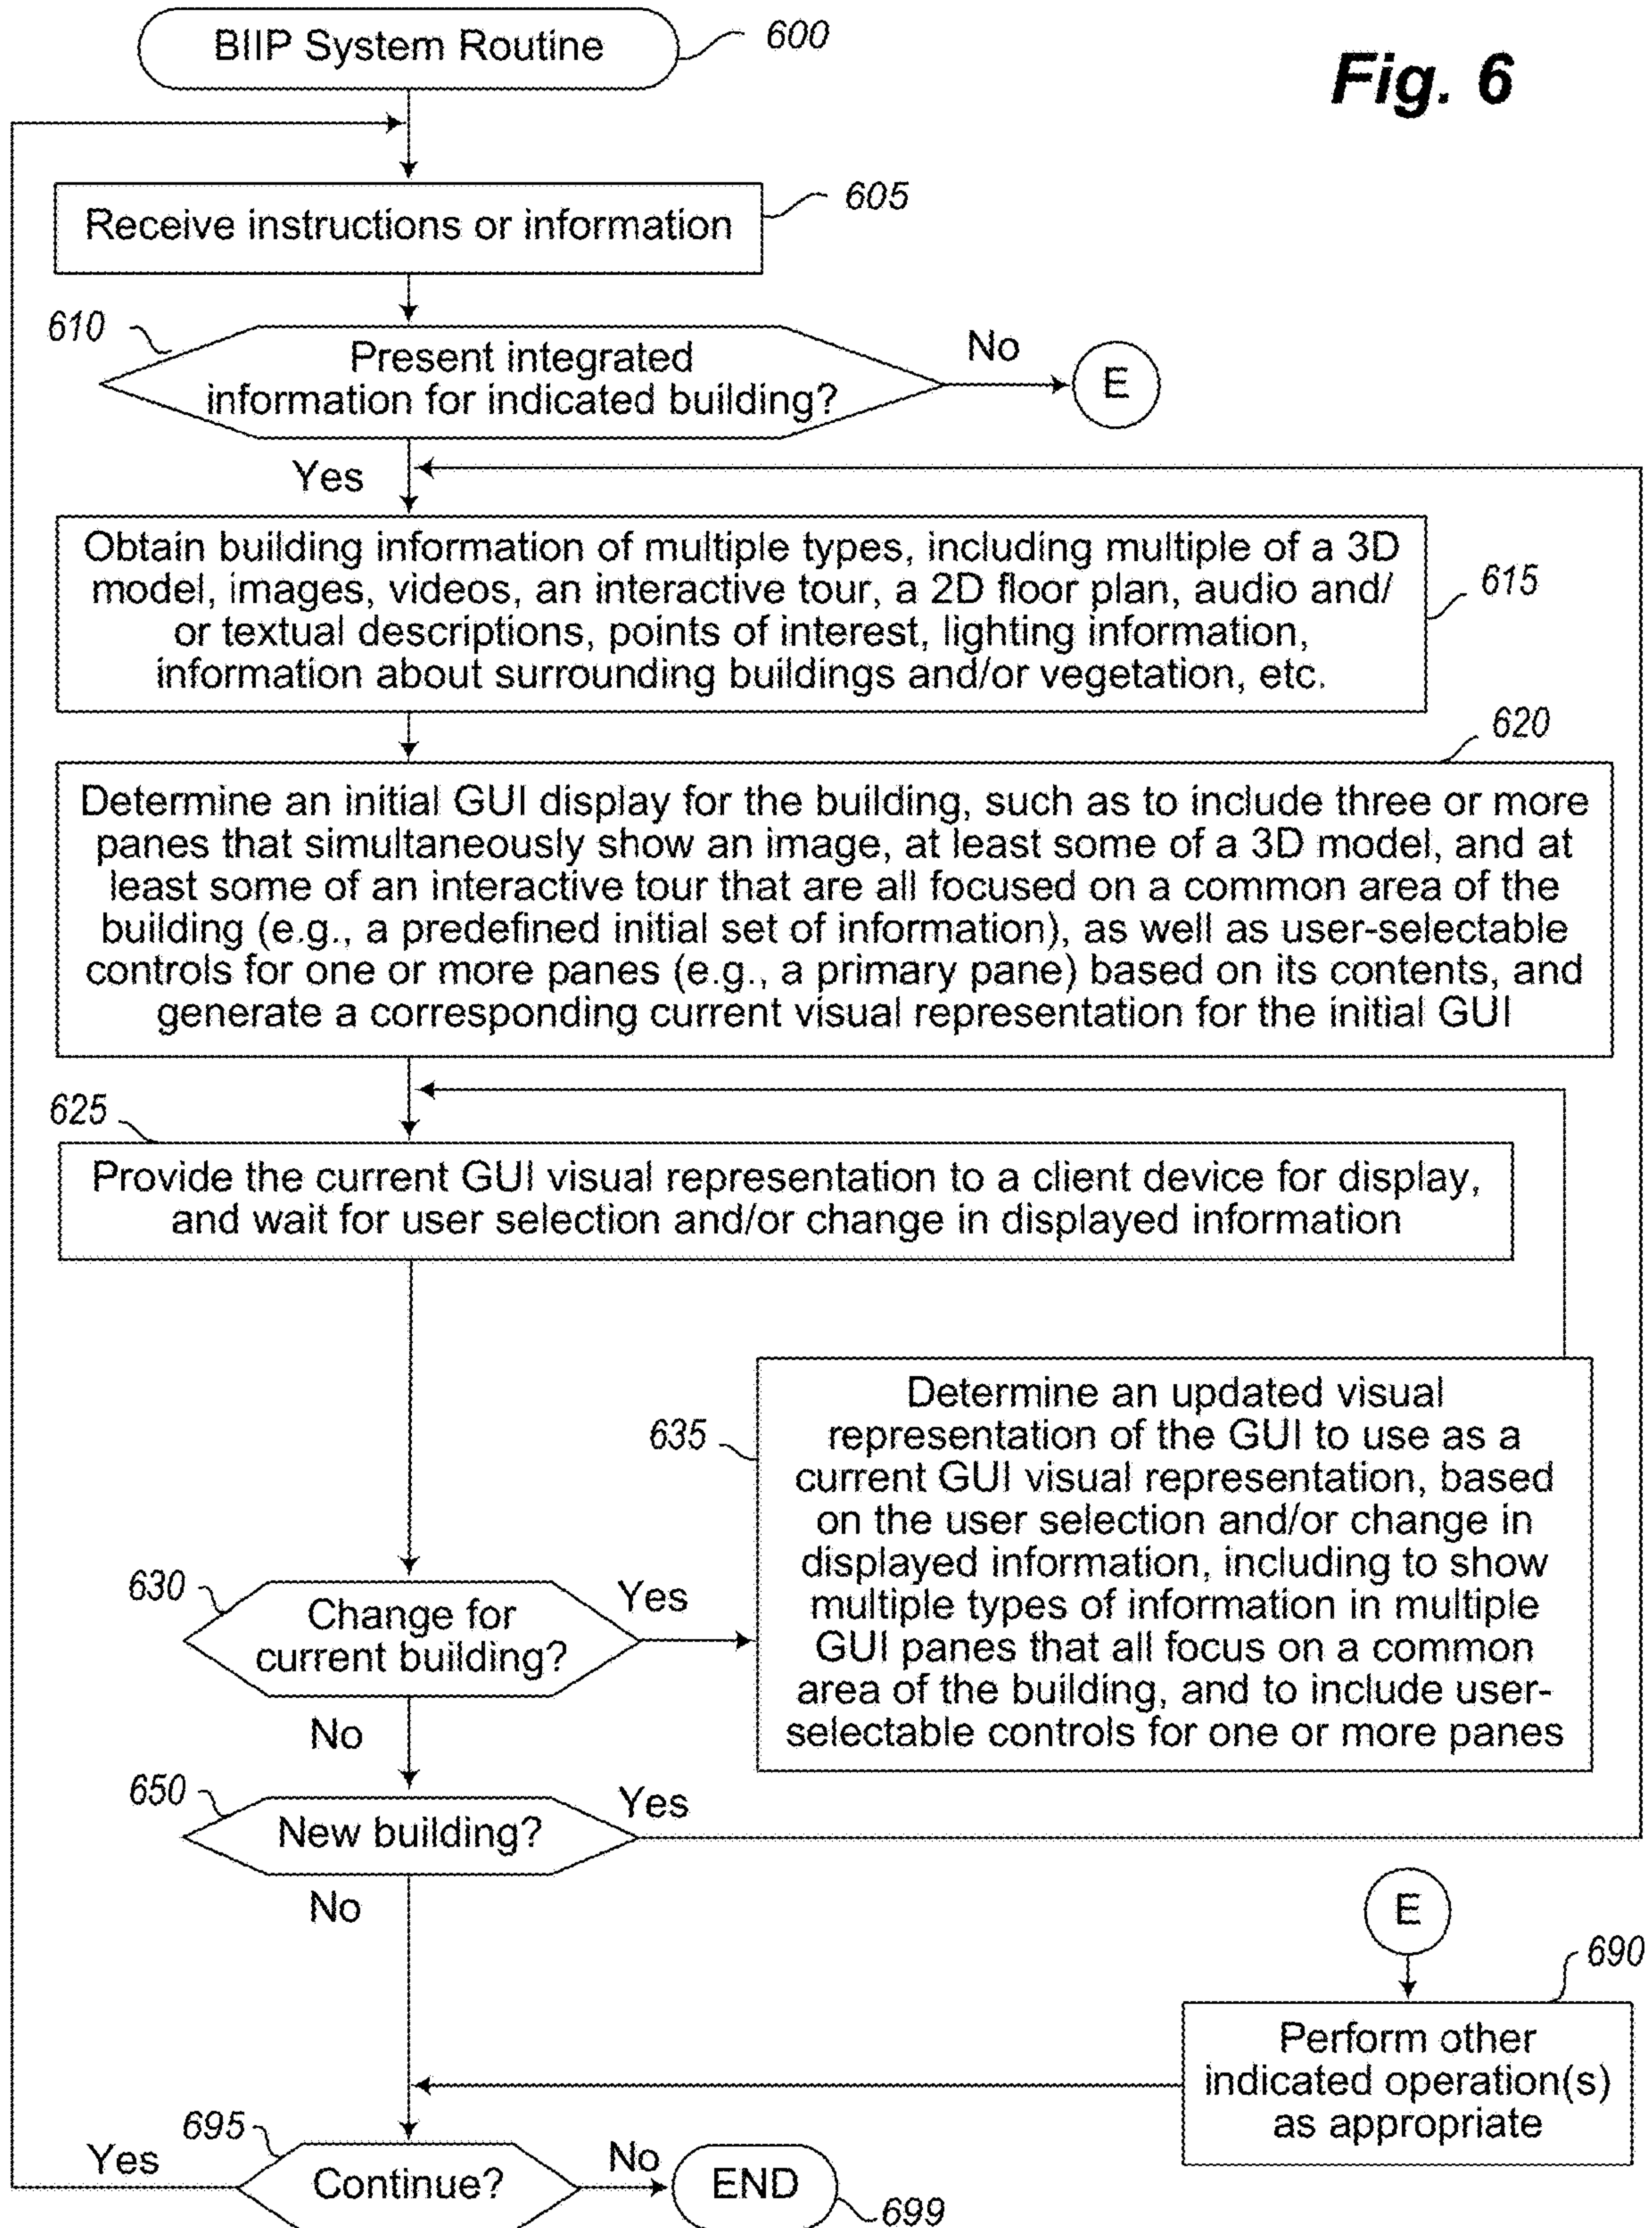 BIIP System Routine
600
Fig. 6
Receive instructions or information
605
610
Present integrated
information for indicated building?
No
E
Yes
Obtain building information of multiple types, including multiple of a 3D
model, images, videos, an interactive tour, a 2D floor plan, audio and/
or textual descriptions, points of interest, lighting information,
information about surrounding buildings and/or vegetation, etc.
615
620
Determine an initial GUI display for the building, such as to include three or more
panes that simultaneously show an image, at least some of a 3D model, and at
least some of an interactive tour that are all focused on a common area of the
building (e.g., a predefined initial set of information), as well as user-selectable
controls for one or more panes (e.g., a primary pane) based on its contents, and
generate a corresponding current visual representation for the initial GUI
625
Provide the current GUI visual representation to a client device for display,
and wait for user selection and/or change in displayed information
635
Determine an updated visual
representation of the GUI to use as a
current GUI visual representation, based
on the user selection and/or change in
displayed information, including to show
multiple types of information in multiple
GUI panes that all focus on a common
area of the building, and to include user-
selectable controls for one or more panes
630
Change for
current building?
Yes
No
650
New building?
Yes
No
E
690
Perform other
indicated operation(s)
as appropriate
695
Yes
Continue?
No
END
699